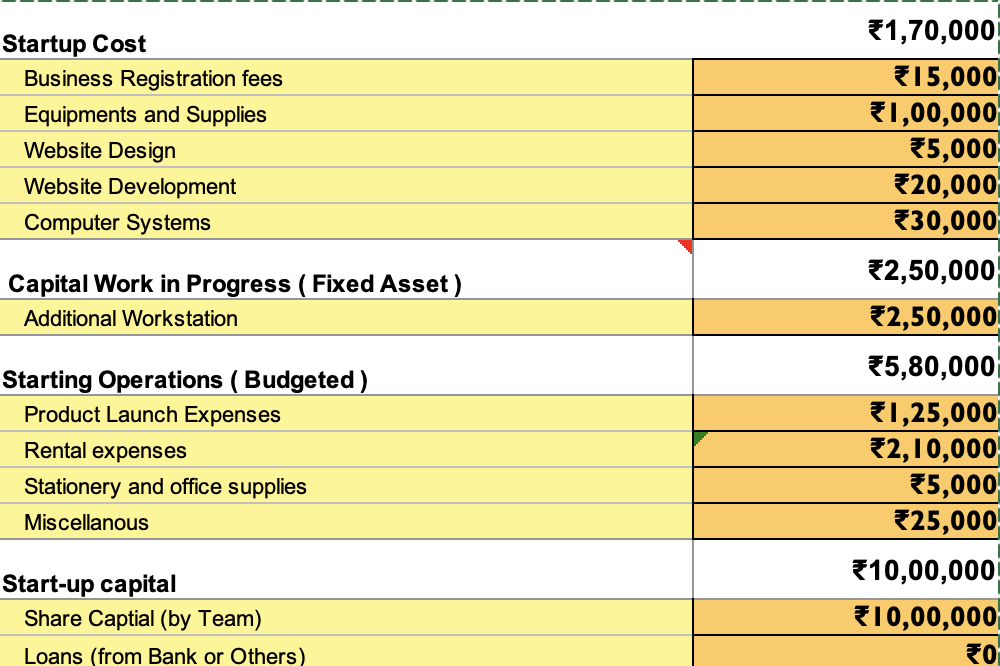 Startup Cost ₹1,70,000
Business Registration fees ₹15,000
Equipments and Supplies ₹1,00,000
Website Design ₹5,000
Website Development ₹20,000
Computer Systems ₹30,000
Capital Work in Progress ( Fixed Asset ) ₹2,50,000
Additional Workstation ₹2,50,000
Starting Operations ( Budgeted ) ₹5,80,000
Product Launch Expenses ₹1,25,000
Rental expenses ₹2,10,000
Stationery and office supplies ₹5,000
Miscellanous ₹25,000
Start-up capital ₹10,00,000
Share Captial (by Team) ₹10,00,000
Loans (from Bank or Others) ₹0